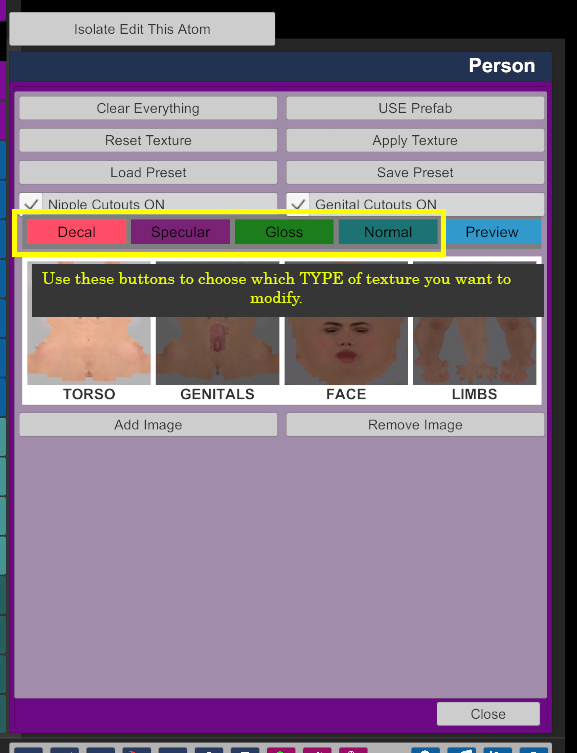 Isolate Edit This Atom
Person
Clear Everything
USE Prefab
Reset Texture
Apply Texture
Load Preset
Save Preset
Nipple Cutouts ON
Genital Cutouts ON
Decal
Specular
Gloss
Normal
Preview
Use these buttons to choose which TYPE of texture you want to
modify.
TORSO
GENITALS
FACE
LIMBS
Add Image
Remove Image
Close